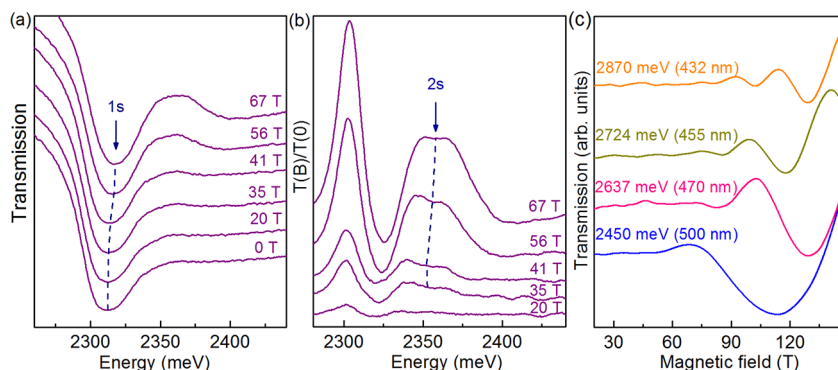 (a)
Transmission
1s
67 T
56 T
41 T
35 T
20 T
0 T
2300
2350
2400
Energy (meV)
(b)
T(B)/T(0)
2s
67 T
56 T
41 T
35 T
20 T
2300
2350
2400
Energy (meV)
(c)
Transmission (arb. units)
2870 meV (432 nm)
2724 meV (455 nm)
2637 meV (470 nm)
2450 meV (500 nm)
30
60
90
120
Magnetic field (T)